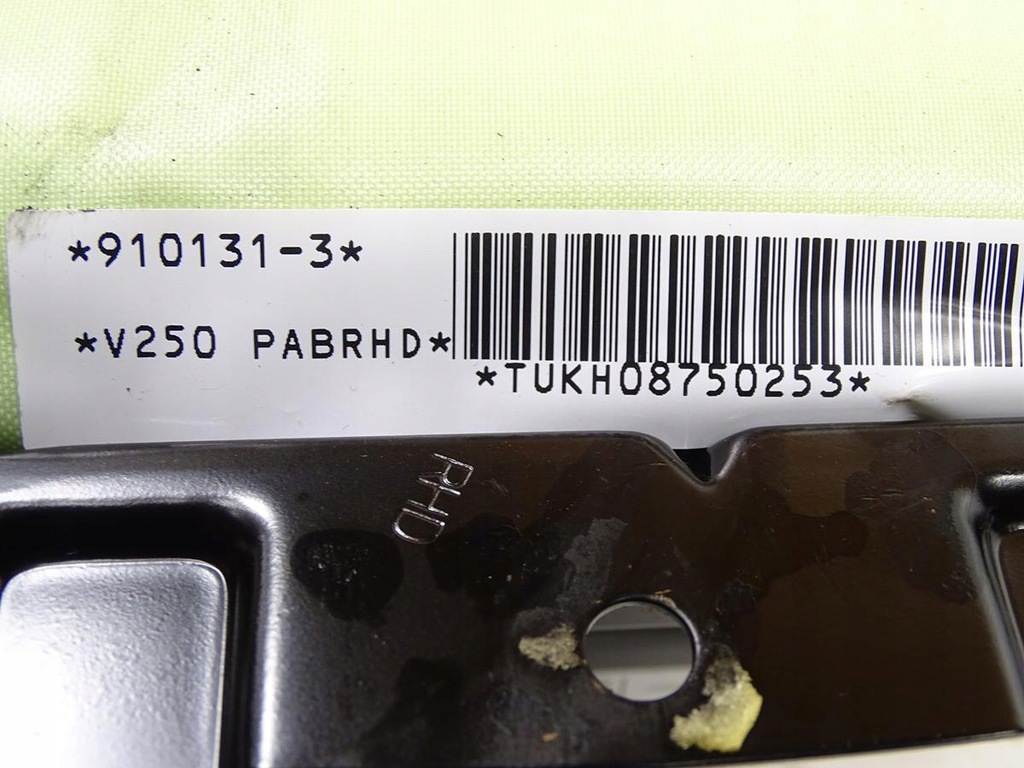 *910131-3*
*V250 PABRHD*
*TUKH08750253*
RHD